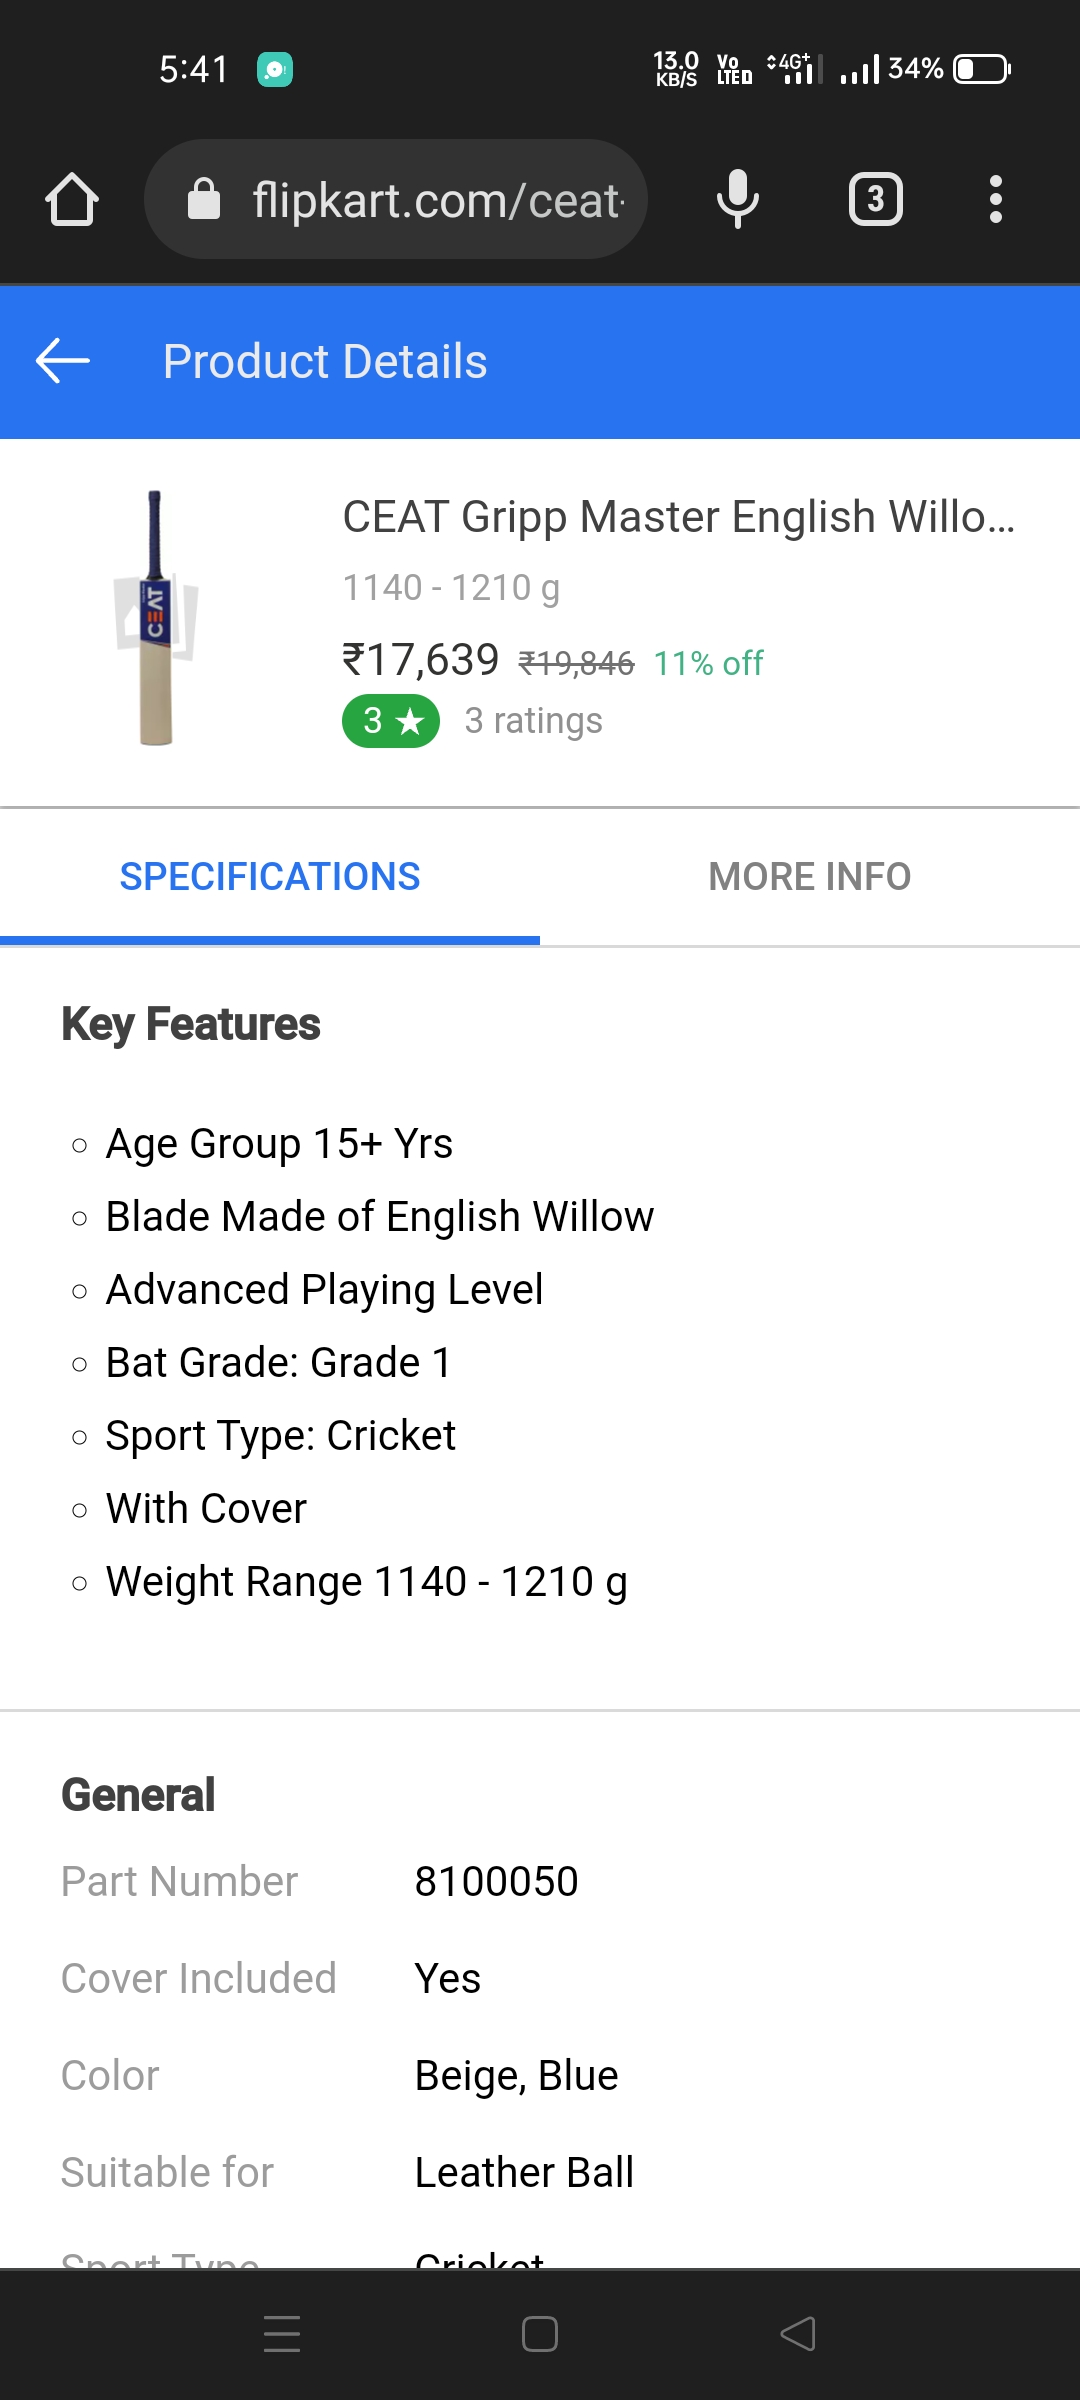 5:41
13.0 KB/S Vo LTE 4G+ 34%
flipkart.com/ceat-
3
Product Details
CEAT
CEAT Gripp Master English Willo...
1140 - 1210 g
₹17,639 ₹19,846 11% off
3 ★ 3 ratings
SPECIFICATIONS MORE INFO
Key Features
Age Group 15+ Yrs
Blade Made of English Willow
Advanced Playing Level
Bat Grade: Grade 1
Sport Type: Cricket
With Cover
Weight Range 1140 - 1210 g
General
Part Number 8100050
Cover Included Yes
Color Beige, Blue
Suitable for Leather Ball
Sport Type Cricket